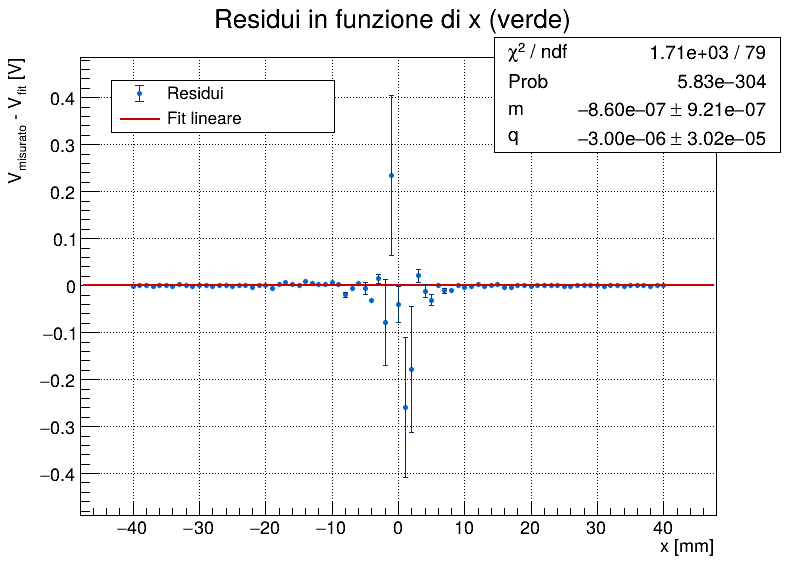 Residui in funzione di x (verde)
χ² / ndf 1.71e+03 / 79
Prob 5.83e–304
m –8.60e–07 ± 9.21e–07
q –3.00e–06 ± 3.02e–05
Residui
Fit lineare
V_misurato - V_fit [V]
0.4
0.3
0.2
0.1
0
–0.1
–0.2
–0.3
–0.4
–40 –30 –20 –10 0 10 20 30 40
x [mm]